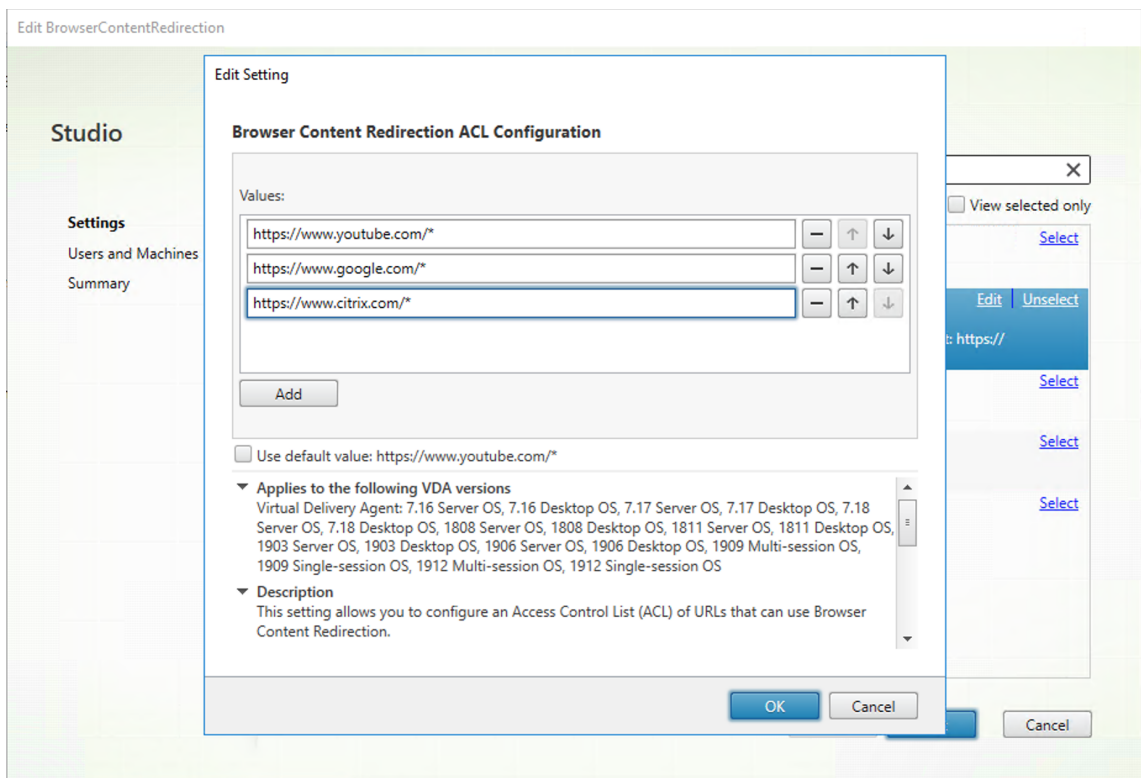 Edit BrowserContentRedirection
Edit Setting
Studio
Browser Content Redirection ACL Configuration
Values:
View selected only
Settings
https://www.youtube.com/*
Select
Users and Machines
https://www.google.com/*
Summary
https://www.citrix.com/*
Edit
Unselect
t: https://
Select
Add
Select
Use default value: https://www.youtube.com/*
Applies to the following VDA versions
Virtual Delivery Agent: 7.16 Server OS, 7.16 Desktop OS, 7.17 Server OS, 7.17 Desktop OS, 7.18
Server OS, 7.18 Desktop OS, 1808 Server OS, 1808 Desktop OS, 1811 Server OS, 1811 Desktop OS,
1903 Server OS, 1903 Desktop OS, 1906 Server OS, 1906 Desktop OS, 1909 Multi-session OS,
1909 Single-session OS, 1912 Multi-session OS, 1912 Single-session OS
Select
Description
This setting allows you to configure an Access Control List (ACL) of URLs that can use Browser
Content Redirection.
OK
Cancel
Cancel